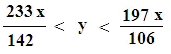 233 x / 142 < y < 197 x / 106